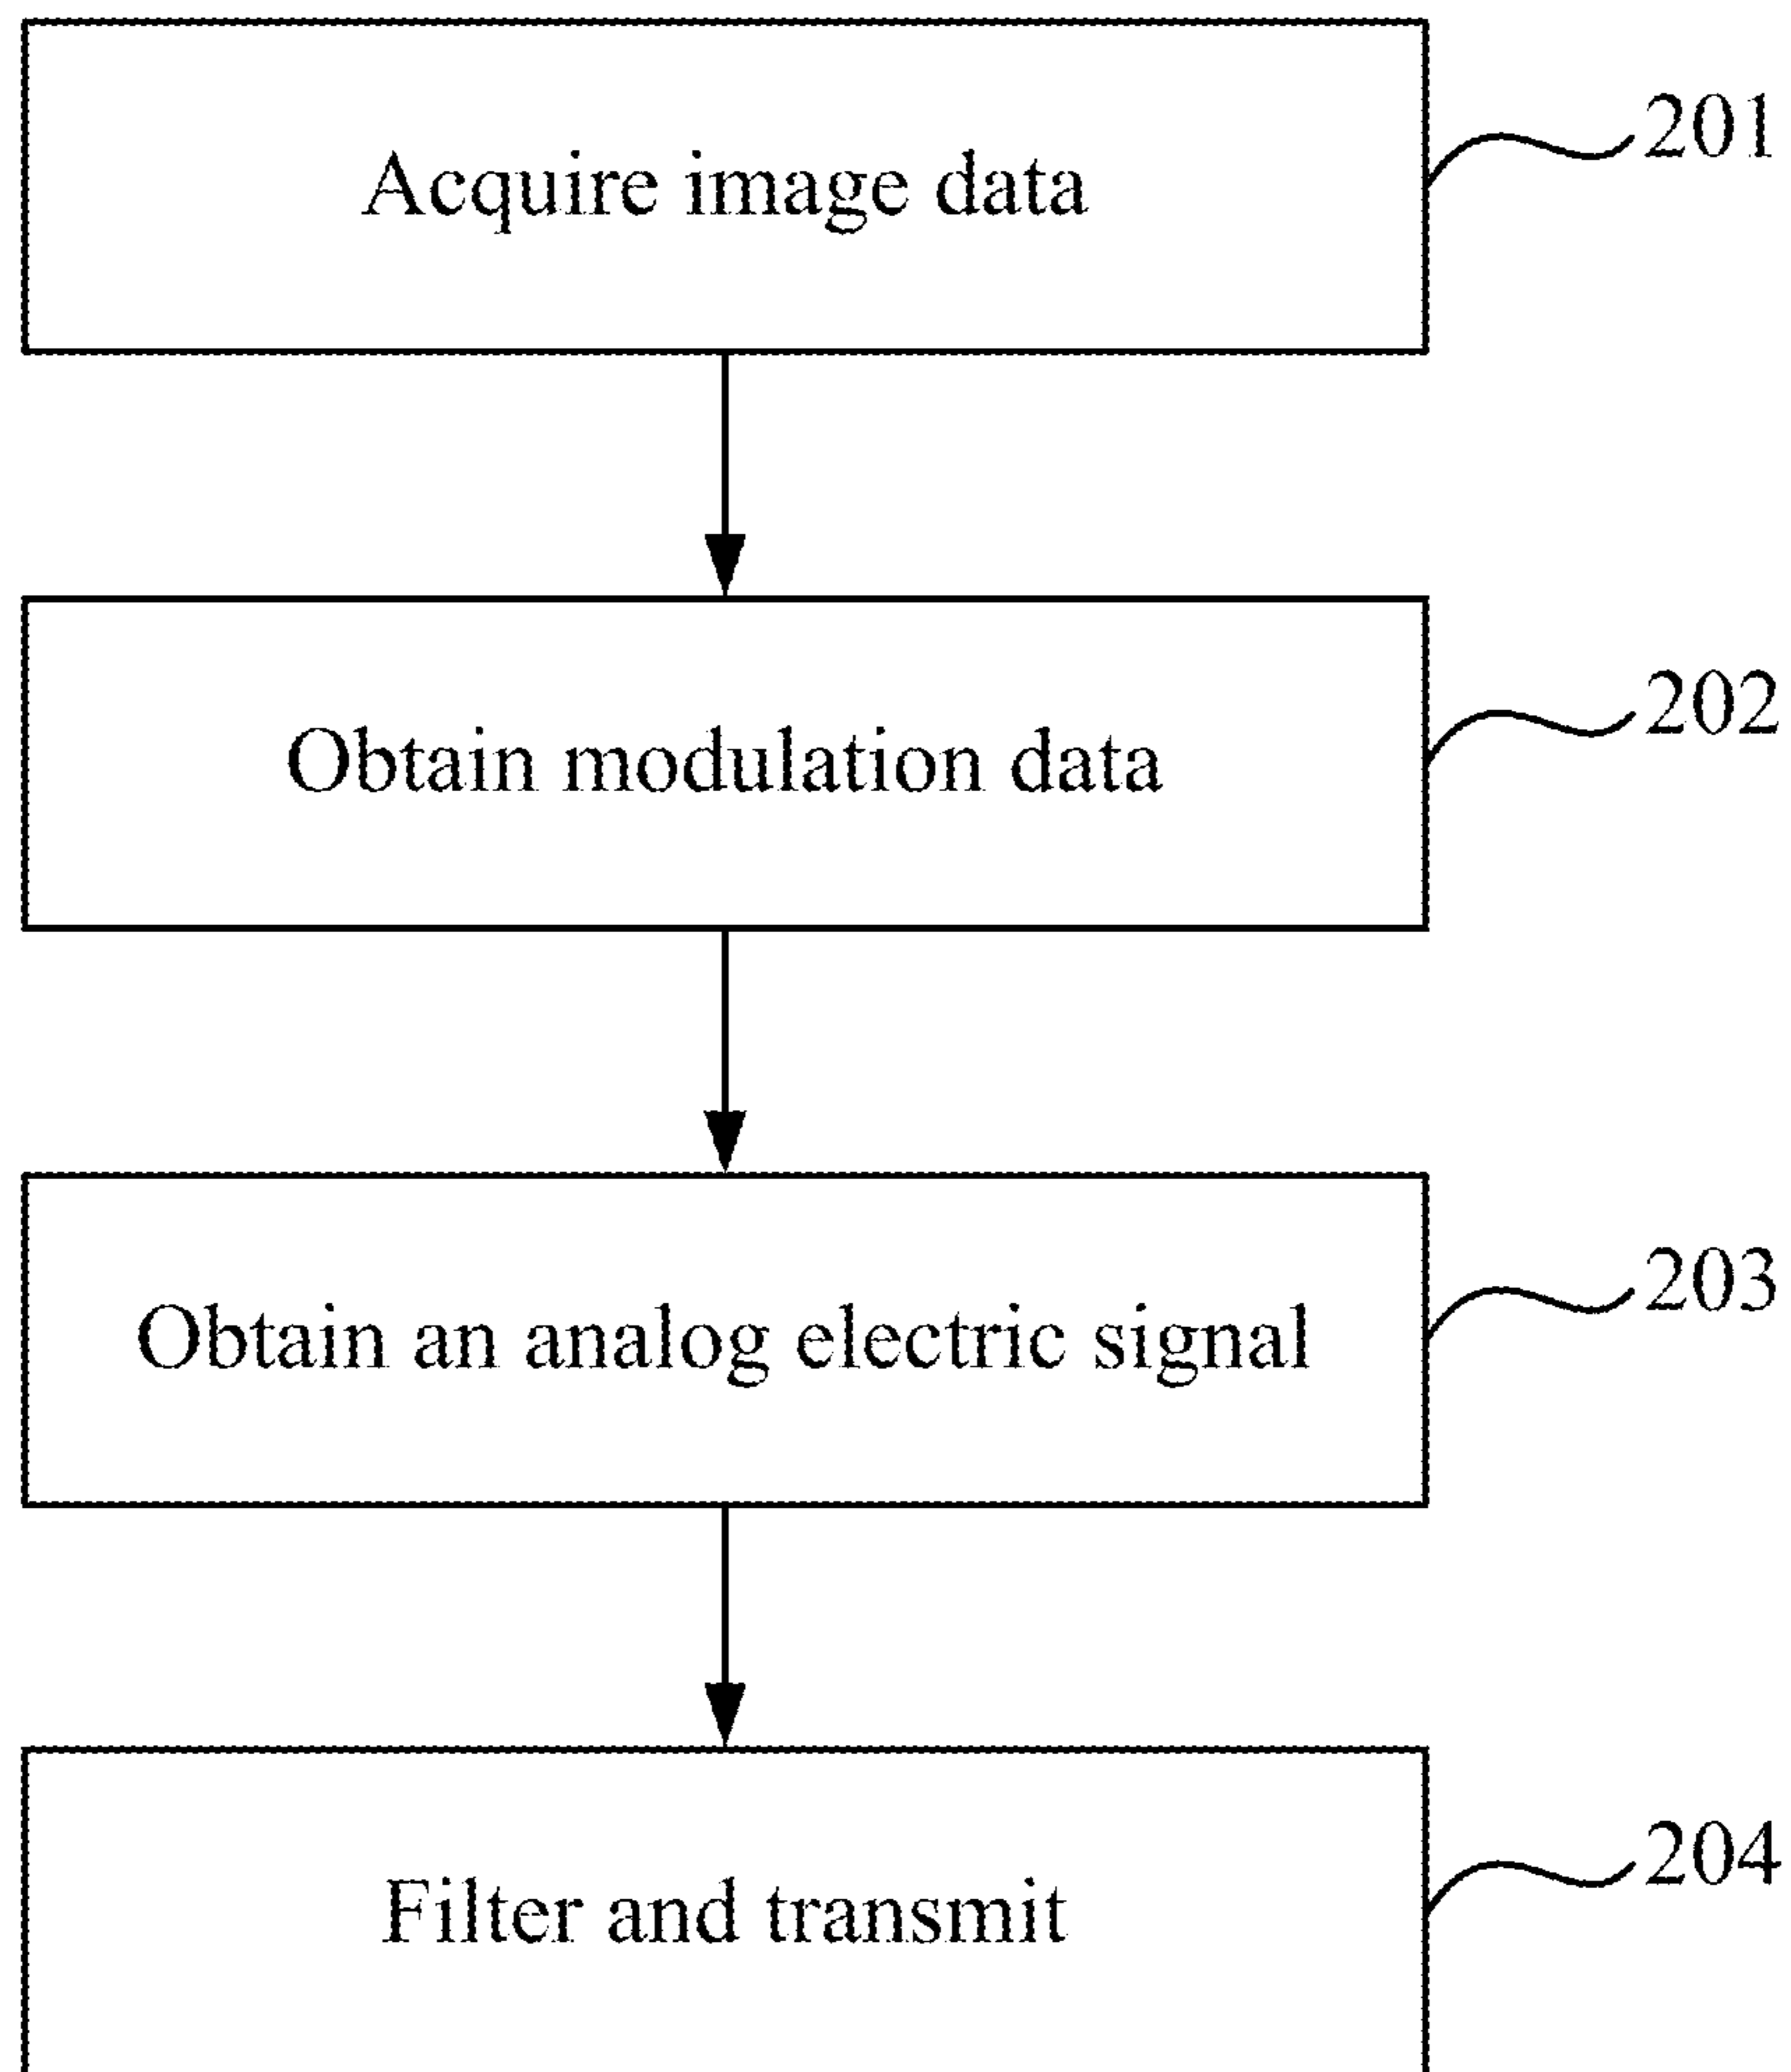 Acquire image data
201
Obtain modulation data
202
Obtain an analog electric signal
203
Filter and transmit
204